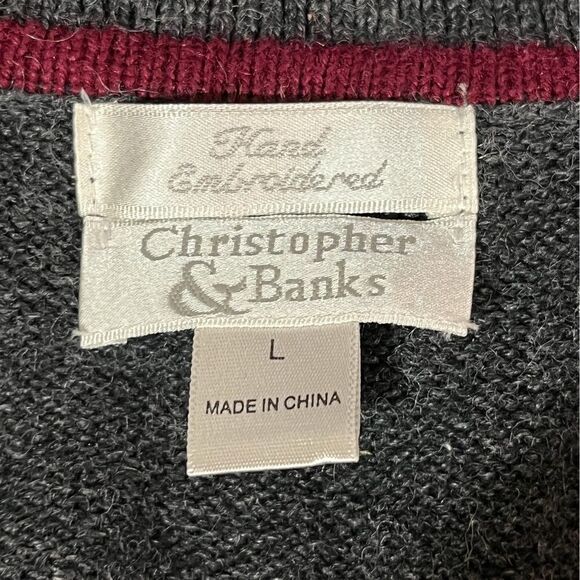 Hand
Embroidered
Christopher
& Banks
L
MADE IN CHINA